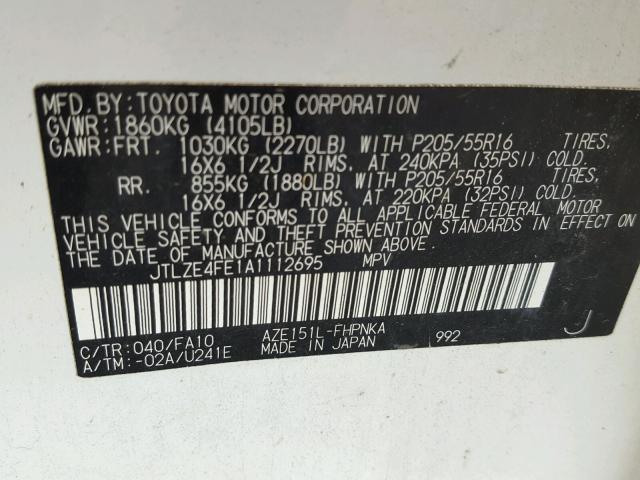 MFD. BY: TOYOTA MOTOR CORPORATION
GVWR: 1860KG (4105LB)
GAWR: FRT. 1030KG (2270LB) WITH P205/55R16 TIRES,
16X6 1/2J RIMS, AT 240KPA (35PSI) COLD.
RR. 855KG (1880LB) WITH P205/55R16 TIRES,
16X6 1/2J RIMS, AT 220KPA (32PSI) COLD.
THIS VEHICLE CONFORMS TO ALL APPLICABLE FEDERAL MOTOR
VEHICLE SAFETY AND THEFT PREVENTION STANDARDS IN EFFECT ON
THE DATE OF MANUFACTURE SHOWN ABOVE.
JTLZE4FE1A1112695 MPV
C/TR: 040/FA10 AZE151L-FHPNKA 992 J
A/TM: -02A/U241E MADE IN JAPAN